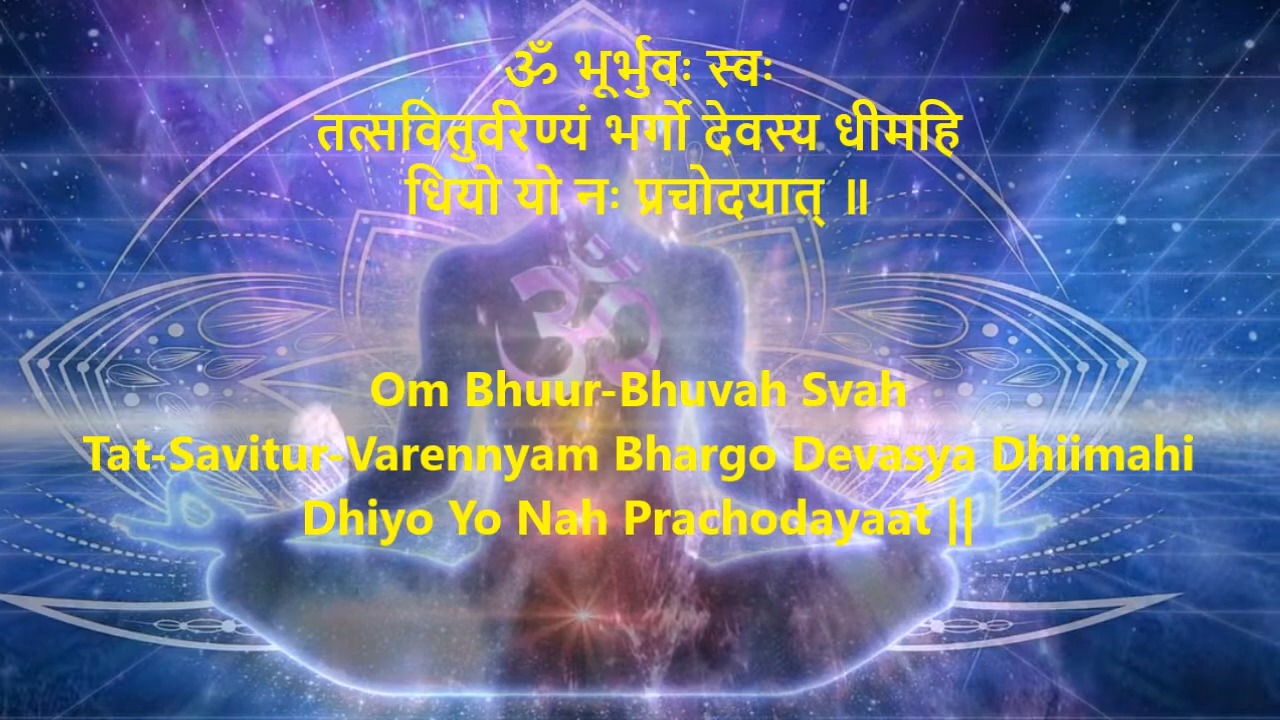 ॐ भूर्भुवः स्वः
तत्सवितुर्वरेण्यं भर्गो देवस्य धीमहि
धियो यो नः प्रचोदयात् ॥
ॐ
Om Bhuur-Bhuvah Svah
Tat-Savitur-Varennyam Bhargo Devasya Dhiimahi
Dhiyo Yo Nah Prachodayaat ||